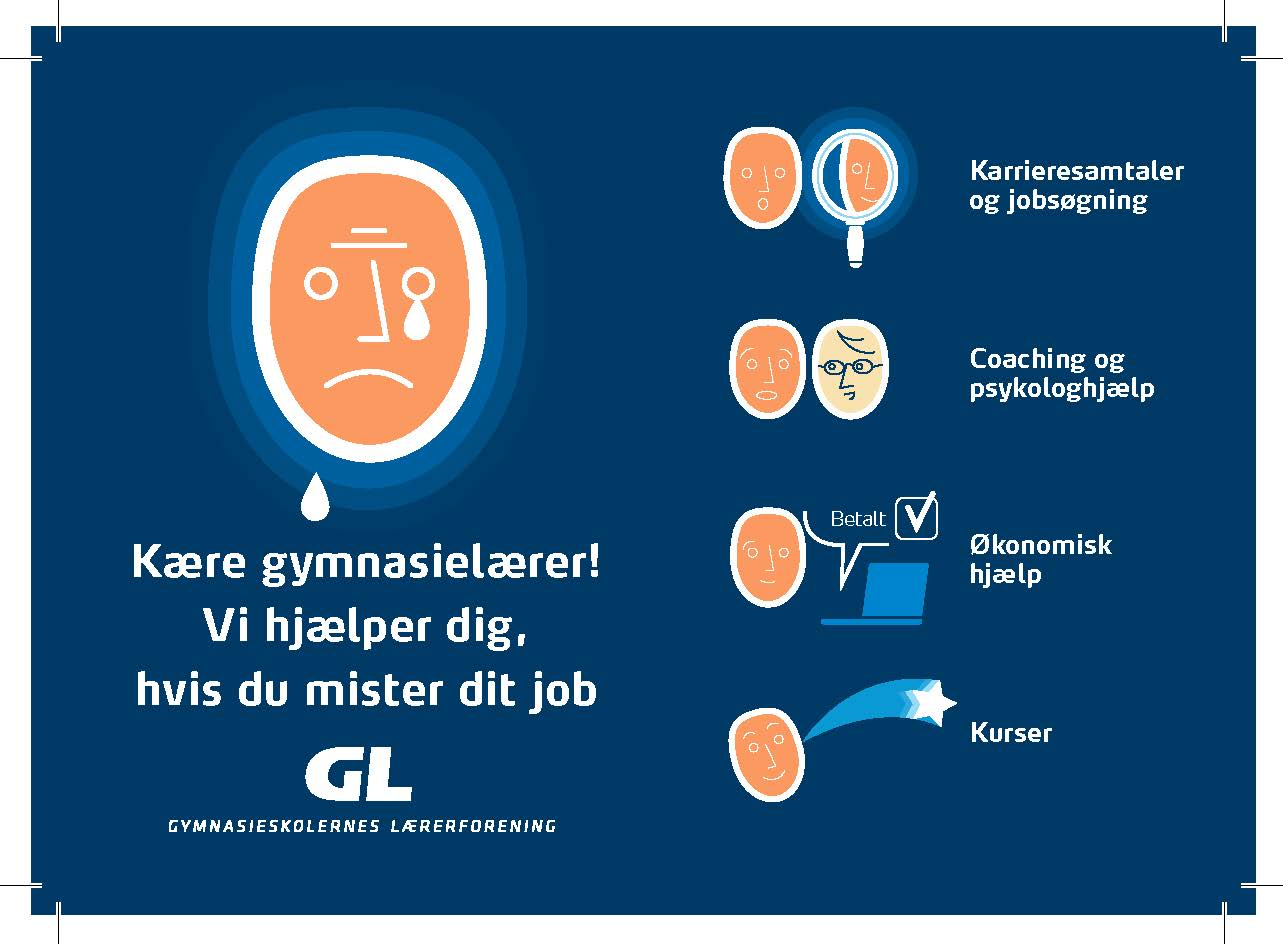 Kære gymnasielærer!
Vi hjælper dig,
hvis du mister dit job
GL
GYMNASIESKOLERNES LÆRERFORENING
Karrieresamtaler
og jobsøgning
Coaching og
psykologhjælp
Betalt
Økonomisk
hjælp
Kurser